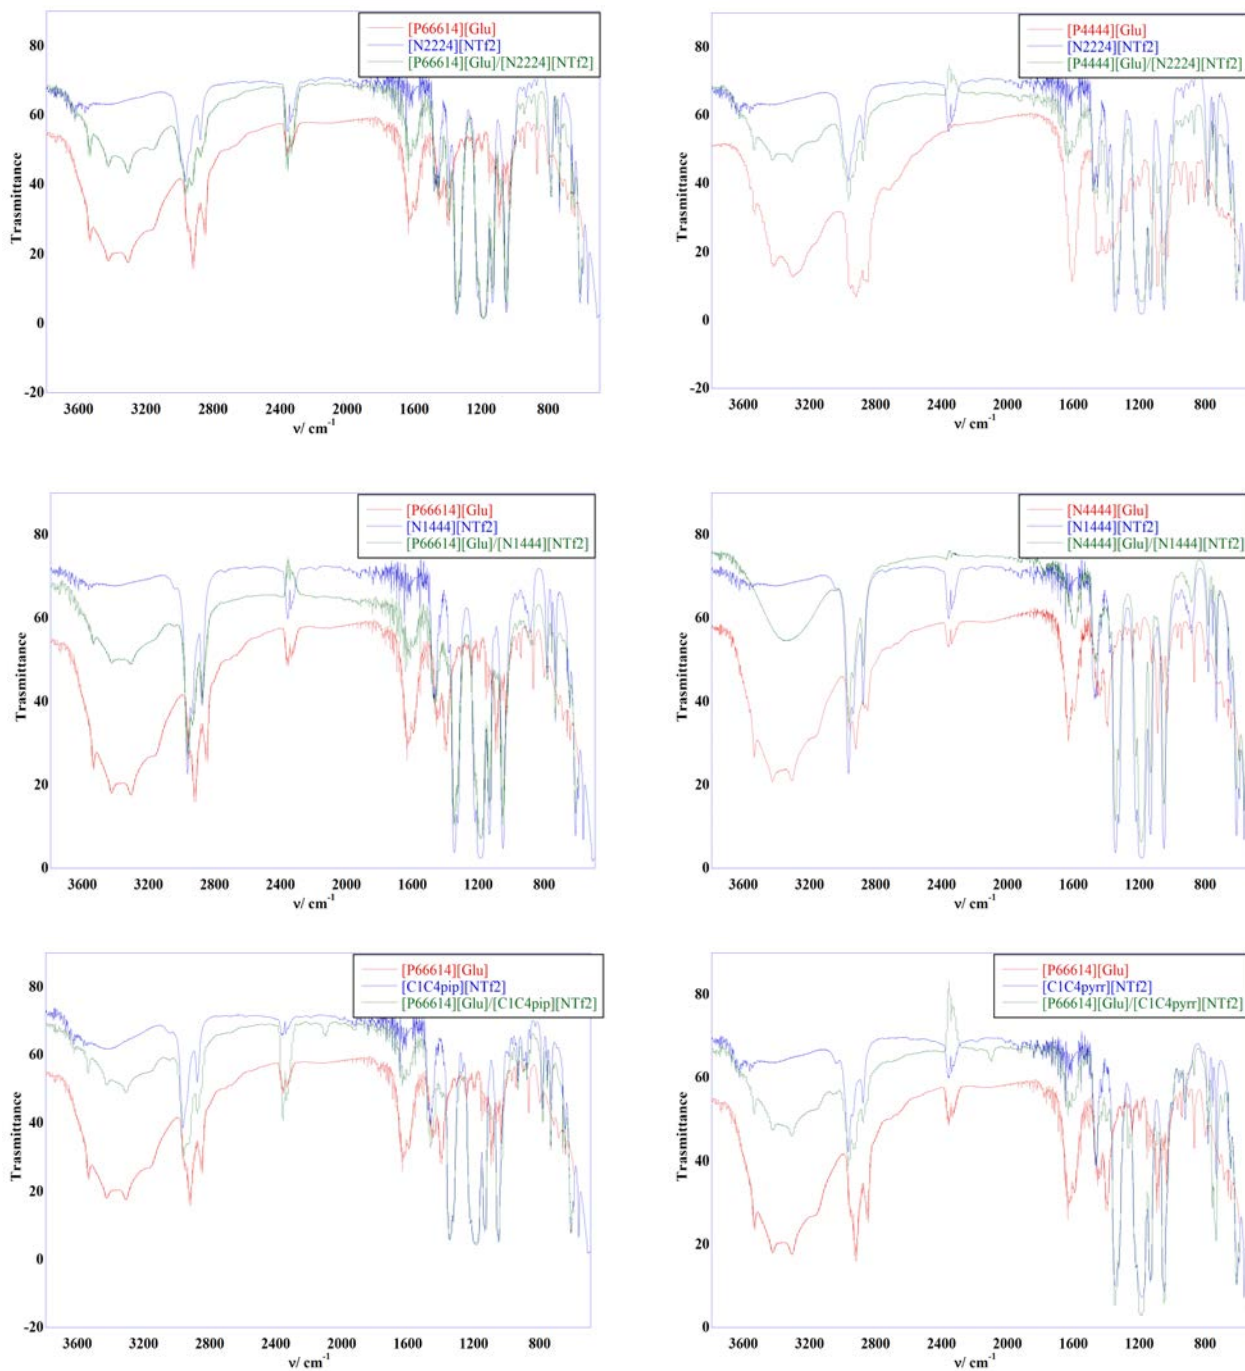 [P66614][Glu]
[N2224][NTf2]
[P66614][Glu]/[N2224][NTf2]
80
60
40
20
0
-20
Trasmittance
3600 3200 2800 2400 2000 1600 1200 800
ν/ cm-1
[P4444][Glu]
[N2224][NTf2]
[P4444][Glu]/[N2224][NTf2]
80
60
40
20
0
-20
Trasmittance
3600 3200 2800 2400 2000 1600 1200 800
ν/ cm-1
[P66614][Glu]
[N1444][NTf2]
[P66614][Glu]/[N1444][NTf2]
80
60
40
20
0
Trasmittance
3600 3200 2800 2400 2000 1600 1200 800
ν/ cm-1
[N4444][Glu]
[N1444][NTf2]
[N4444][Glu]/[N1444][NTf2]
80
60
40
20
0
Trasmittance
3600 3200 2800 2400 2000 1600 1200 800
ν/ cm-1
[P66614][Glu]
[C1C4pip][NTf2]
[P66614][Glu]/[C1C4pip][NTf2]
80
60
40
20
0
-20
Trasmittance
3600 3200 2800 2400 2000 1600 1200 800
ν/ cm-1
[P66614][Glu]
[C1C4pyrr][NTf2]
[P66614][Glu]/[C1C4pyrr][NTf2]
80
60
40
20
0
Trasmittance
3600 3200 2800 2400 2000 1600 1200 800
ν/ cm-1